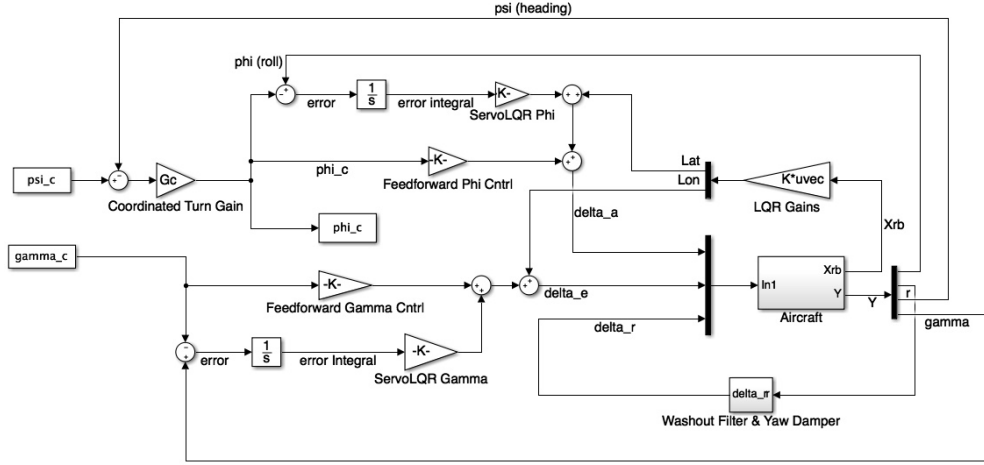 psi (heading)
phi (roll)
error
1
s
error integral
K-
ServoLQR Phi
psi_c
Gc
Coordinated Turn Gain
phi_c
-K-
Feedforward Phi Cntrl
phi_c
Lat
Lon
K*uvec
LQR Gains
delta_a
Xrb
gamma_c
-K-
Feedforward Gamma Cntrl
delta_e
In1
Xrb
Y
Aircraft
Y
r
gamma
delta_r
error
1
s
error Integral
-K-
ServoLQR Gamma
delta_rr
Washout Filter & Yaw Damper